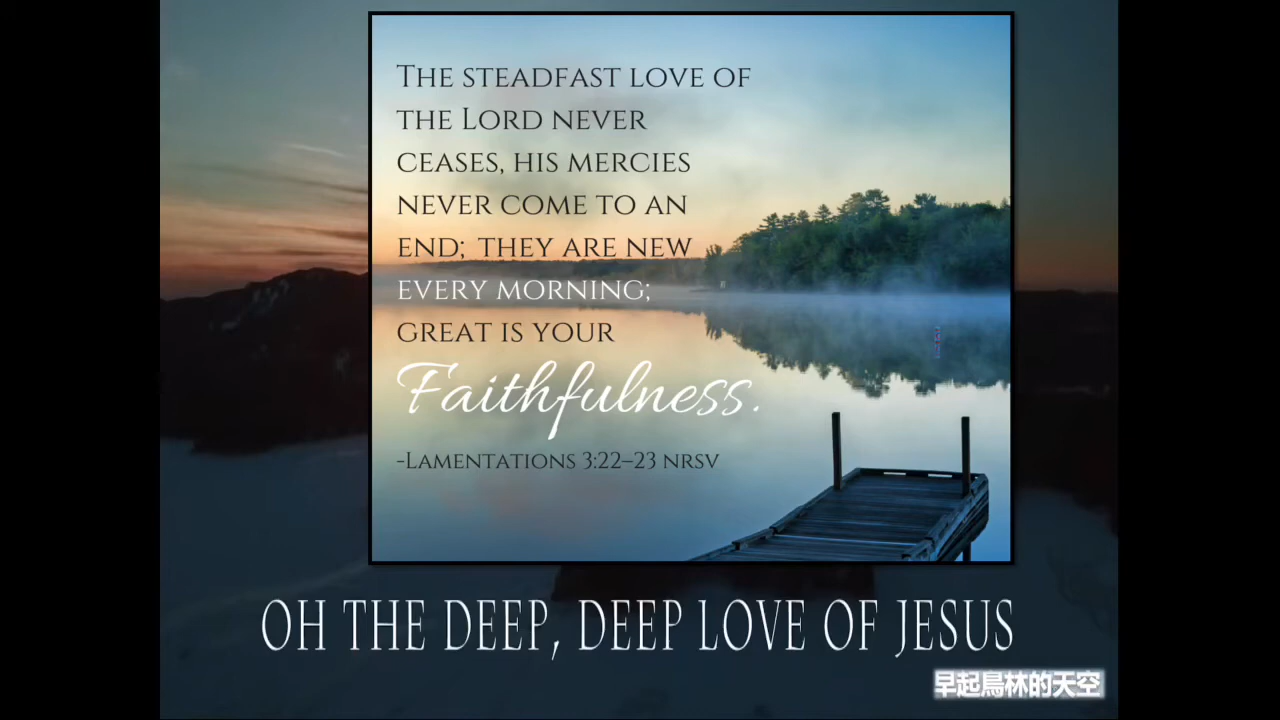 The steadfast love of
the Lord never
ceases, his mercies
never come to an
end; they are new
every morning;
great is your
Faithfulness.
-Lamentations 3:22–23 NRSV
OH THE DEEP, DEEP LOVE OF JESUS
早起鳥林的天空